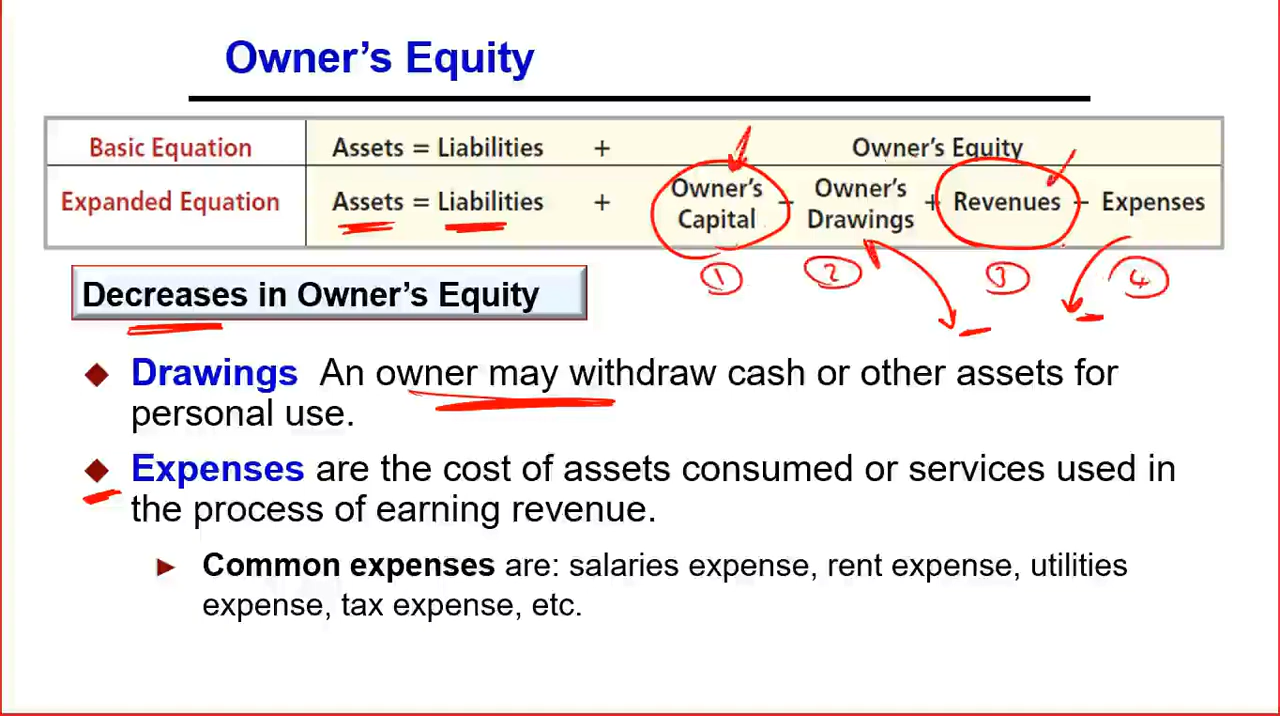 Owner's Equity
Basic Equation Assets = Liabilities + Owner's Equity
Expanded Equation Assets = Liabilities + Owner's Capital - Owner's Drawings + Revenues - Expenses
1 2 3 4
Decreases in Owner's Equity
- -
◆ Drawings An owner may withdraw cash or other assets for
personal use.
◆ Expenses are the cost of assets consumed or services used in
the process of earning revenue.
► Common expenses are: salaries expense, rent expense, utilities
expense, tax expense, etc.